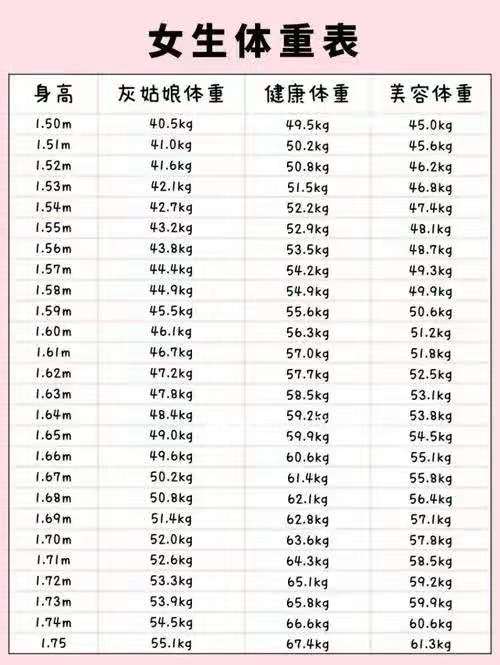 女生体重表
身高 灰姑娘体重 健康体重 美容体重
1.50m 40.5kg 49.5kg 45.0kg
1.51m 41.0kg 50.2kg 45.6kg
1.52m 41.6kg 50.8kg 46.2kg
1.53m 42.1kg 51.5kg 46.8kg
1.54m 42.7kg 52.2kg 47.4kg
1.55m 43.2kg 52.9kg 48.1kg
1.56m 43.8kg 53.5kg 48.7kg
1.57m 44.4kg 54.2kg 49.3kg
1.58m 44.9kg 54.9kg 49.9kg
1.59m 45.5kg 55.6kg 50.6kg
1.60m 46.1kg 56.3kg 51.2kg
1.61m 46.7kg 57.0kg 51.8kg
1.62m 47.2kg 57.7kg 52.5kg
1.63m 47.8kg 58.5kg 53.1kg
1.64m 48.4kg 59.2kg 53.8kg
1.65m 49.0kg 59.9kg 54.5kg
1.66m 49.6kg 60.6kg 55.1kg
1.67m 50.2kg 61.4kg 55.8kg
1.68m 50.8kg 62.1kg 56.4kg
1.69m 51.4kg 62.8kg 57.1kg
1.70m 52.0kg 63.6kg 57.8kg
1.71m 52.6kg 64.3kg 58.5kg
1.72m 53.3kg 65.1kg 59.2kg
1.73m 53.9kg 65.8kg 59.9kg
1.74m 54.5kg 66.6kg 60.6kg
1.75 55.1kg 67.4kg 61.3kg